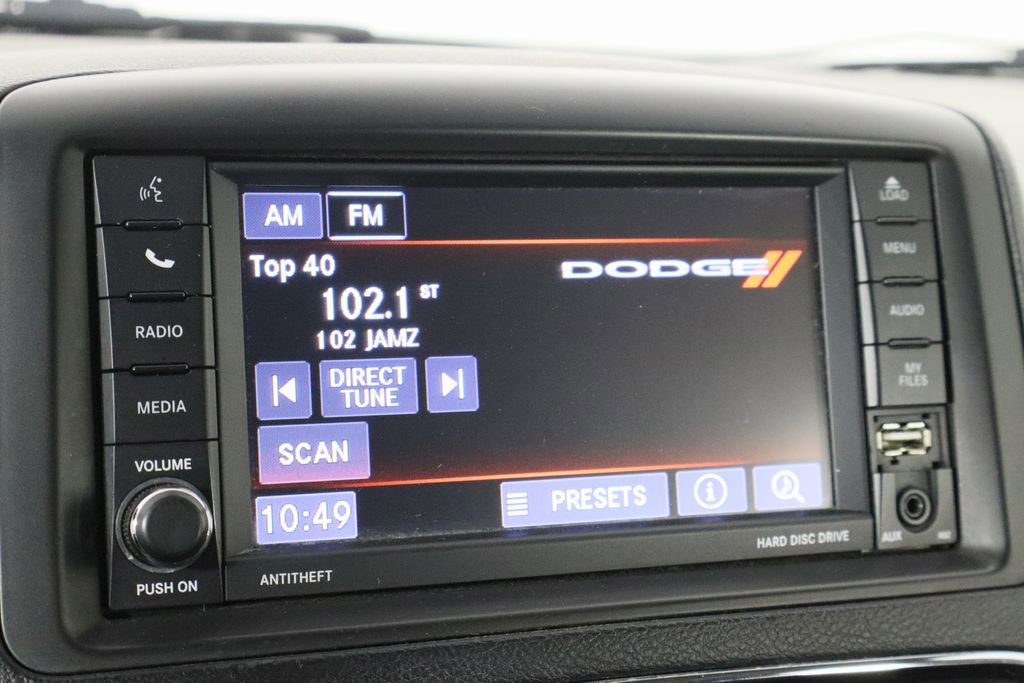 AM FM
Top 40
DODGE
102.1 ST
102 JAMZ
DIRECT
TUNE
SCAN
10:49
PRESETS
i
RADIO
MEDIA
VOLUME
PUSH ON
ANTITHEFT
HARD DISC DRIVE
LOAD
MENU
AUDIO
MY
FILES
AUX